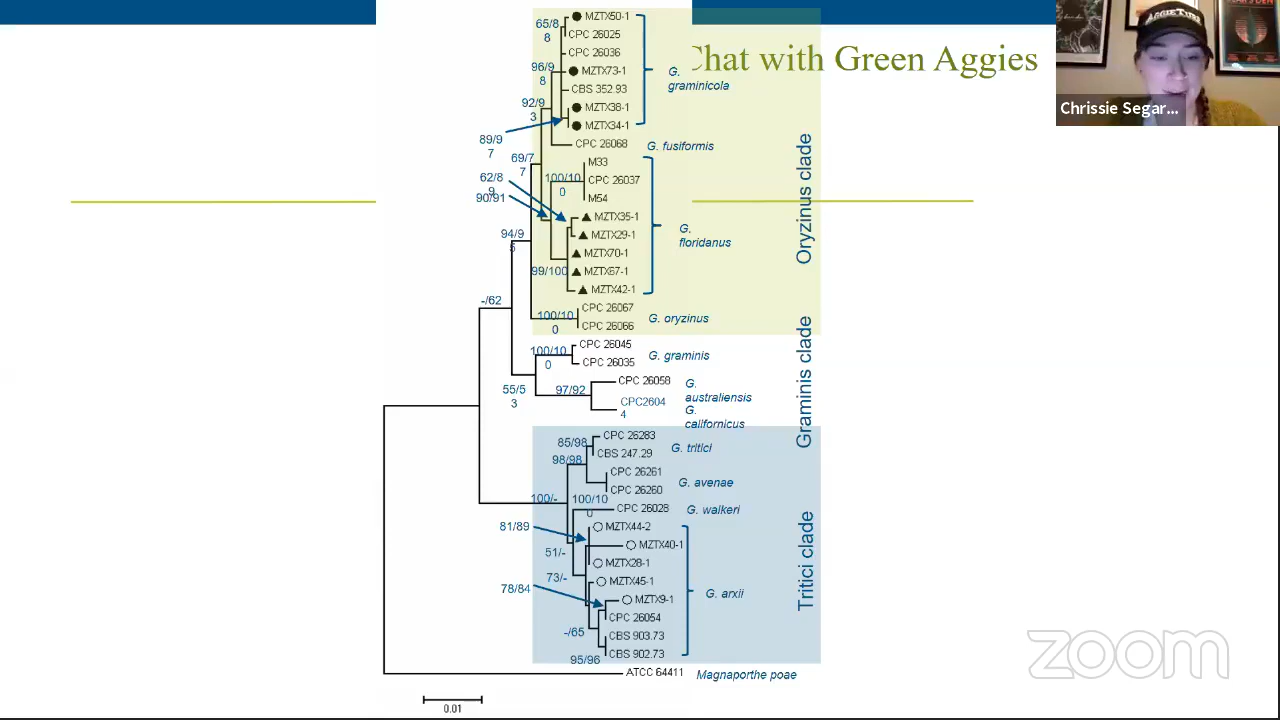 Chat with Green Aggies
AGGIE TURF
Chrissie Segar...
65/8
8
MZTX50-1
CPC 26025
CPC 26036
96/9
8
MZTX73-1
G.
graminicola
CBS 352.93
92/9
3
MZTX38-1
MZTX34-1
89/9
7
CPC 26068
G. fusiformis
69/7
7
M33
62/8
9
100/10
0
CPC 26037
90/91
M54
MZTX35-1
94/9
5
MZTX29-1
G.
floridanus
MZTX70-1
99/100
MZTX67-1
MZTX42-1
Oryzinus clade
-/62
CPC 26067
100/10
0
G. oryzinus
CPC 26066
CPC 26045
100/10
0
G. graminis
CPC 26035
CPC 26058
G.
australiensis
55/5
3
97/92
CPC2604
4
G.
californicus
Graminis clade
CPC 26283
85/98
G. tritici
CBS 247.29
98/98
CPC 26261
G. avenae
CPC 26260
100/-
100/10
0
CPC 26028
G. walkeri
81/89
MZTX44-2
MZTX40-1
51/-
MZTX28-1
73/-
MZTX45-1
78/84
MZTX9-1
G. arxii
CPC 26054
-/65
CBS 903.73
CBS 902.73
95/96
Tritici clade
ATCC 64411
Magnaporthe poae
0.01
zoom